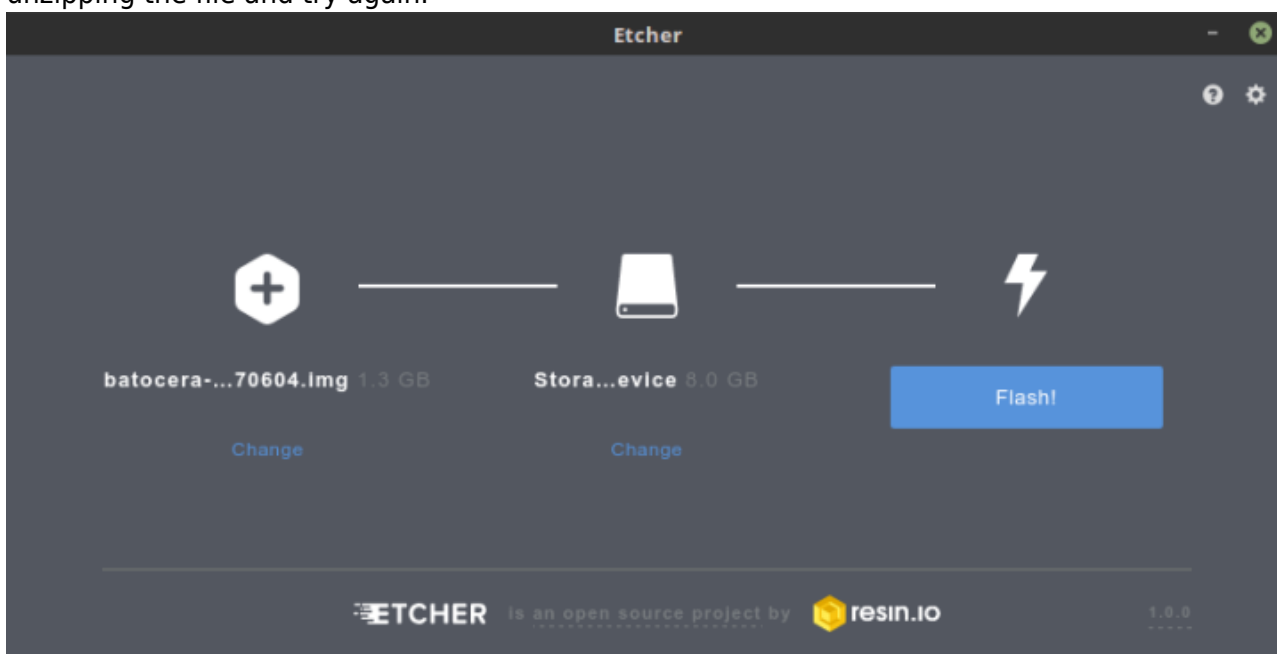 unzipping the file and try again.
Etcher
batocera-...70604.img 1.3 GB
Stora...evice 8.0 GB
Flash!
Change
Change
ETCHER is an open source project by resin.io
1.0.0